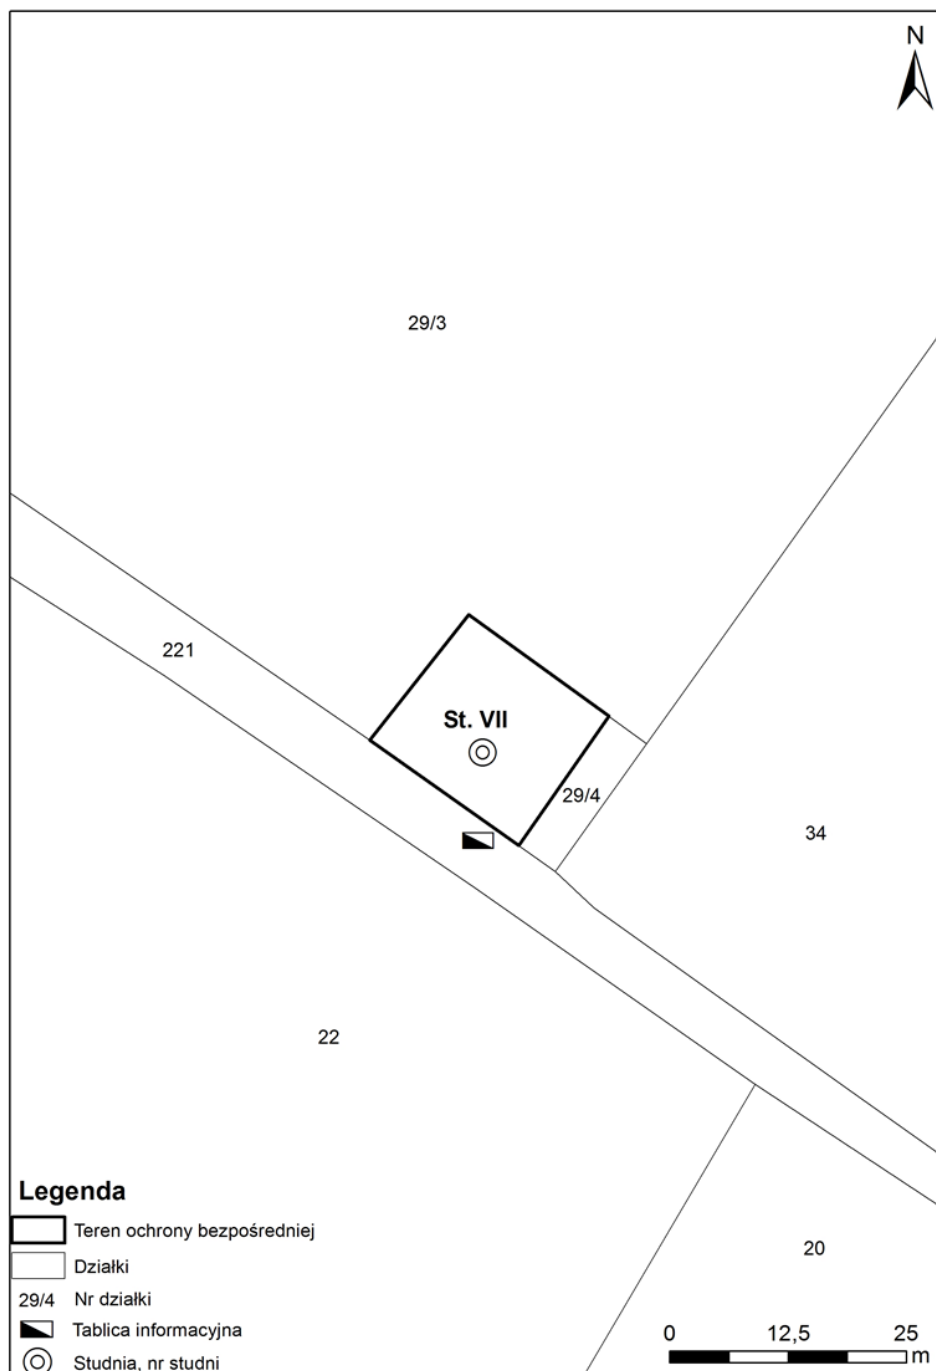 N
29/3
221
St. VII
29/4
34
22
20
Legenda
Teren ochrony bezpośredniej
Działki
29/4 Nr działki
Tablica informacyjna
Studnia, nr studni
0 12,5 25
m